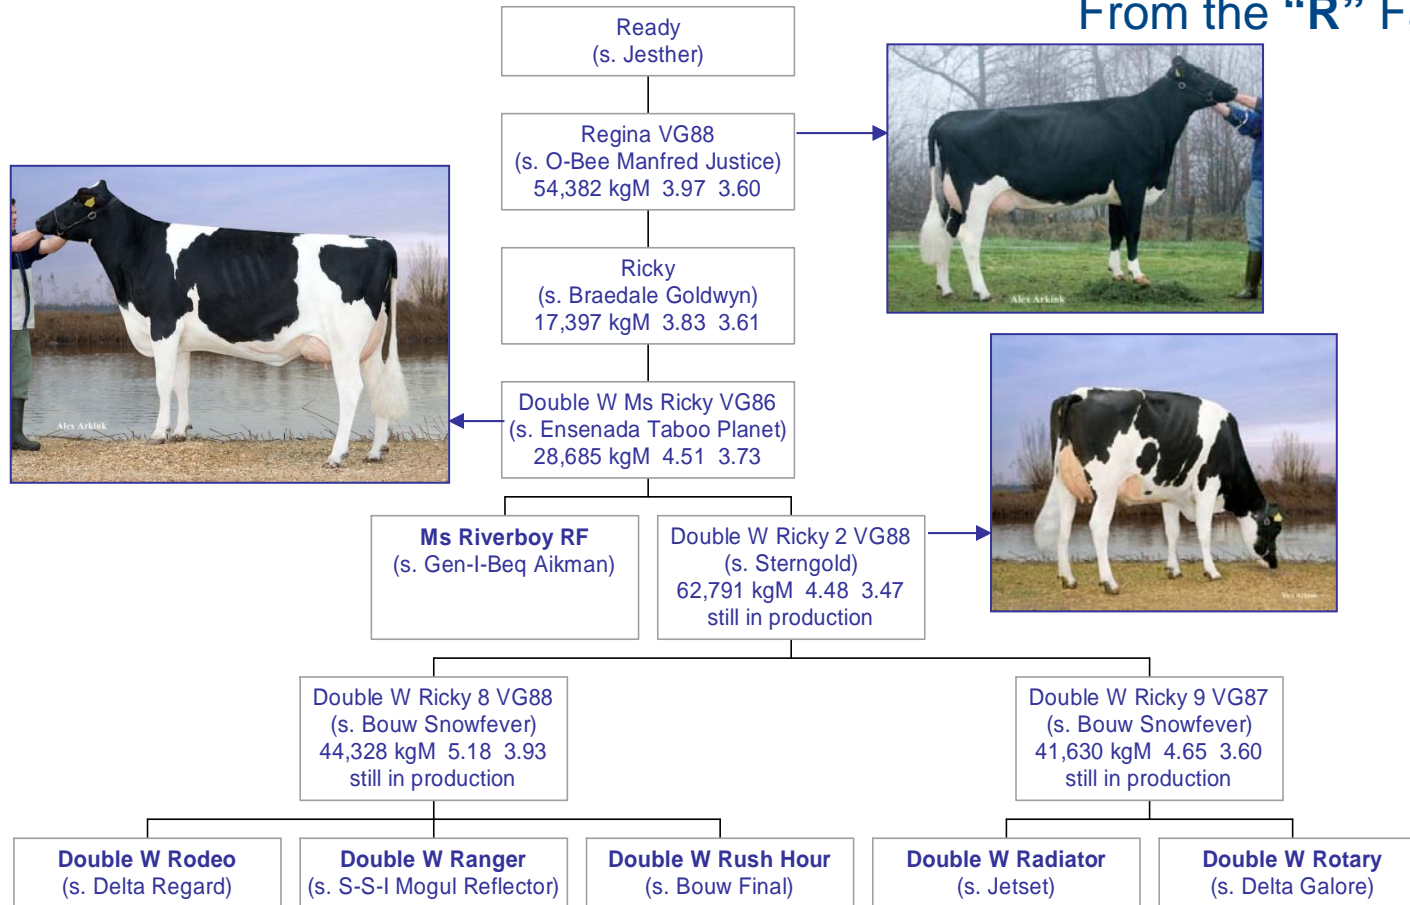 From the “R” Fa
Ready
(s. Jesther)
Regina VG88
(s. O-Bee Manfred Justice)
54,382 kgM 3.97 3.60
Alex Arkink
Ricky
(s. Braedale Goldwyn)
17,397 kgM 3.83 3.61
Double W Ms Ricky VG86
(s. Ensenada Taboo Planet)
28,685 kgM 4.51 3.73
Alex Arkink
Ms Riverboy RF
(s. Gen-I-Beq Aikman)
Double W Ricky 2 VG88
(s. Sterngold)
62,791 kgM 4.48 3.47
still in production
Alex Arkink
Double W Ricky 8 VG88
(s. Bouw Snowfever)
44,328 kgM 5.18 3.93
still in production
Double W Ricky 9 VG87
(s. Bouw Snowfever)
41,630 kgM 4.65 3.60
still in production
Double W Rodeo
(s. Delta Regard)
Double W Ranger
(s. S-S-I Mogul Reflector)
Double W Rush Hour
(s. Bouw Final)
Double W Radiator
(s. Jetset)
Double W Rotary
(s. Delta Galore)